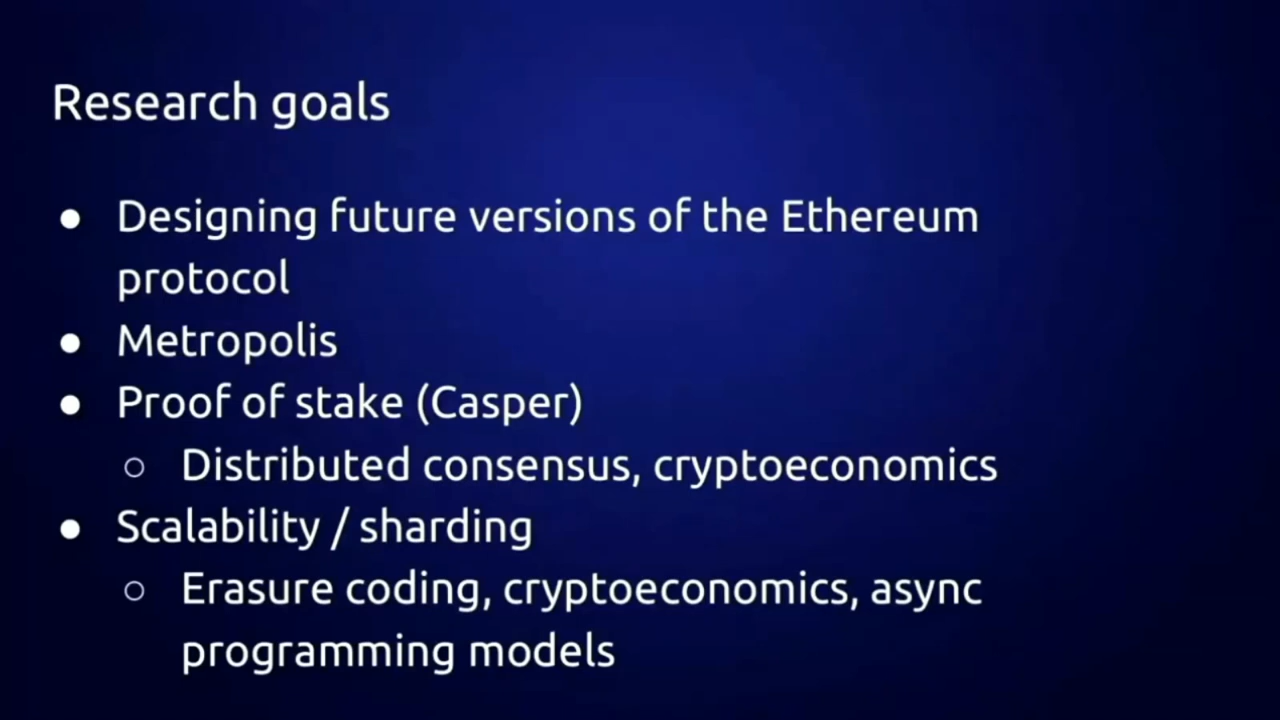 Research goals
● Designing future versions of the Ethereum
protocol
● Metropolis
● Proof of stake (Casper)
○ Distributed consensus, cryptoeconomics
● Scalability / sharding
○ Erasure coding, cryptoeconomics, async
programming models